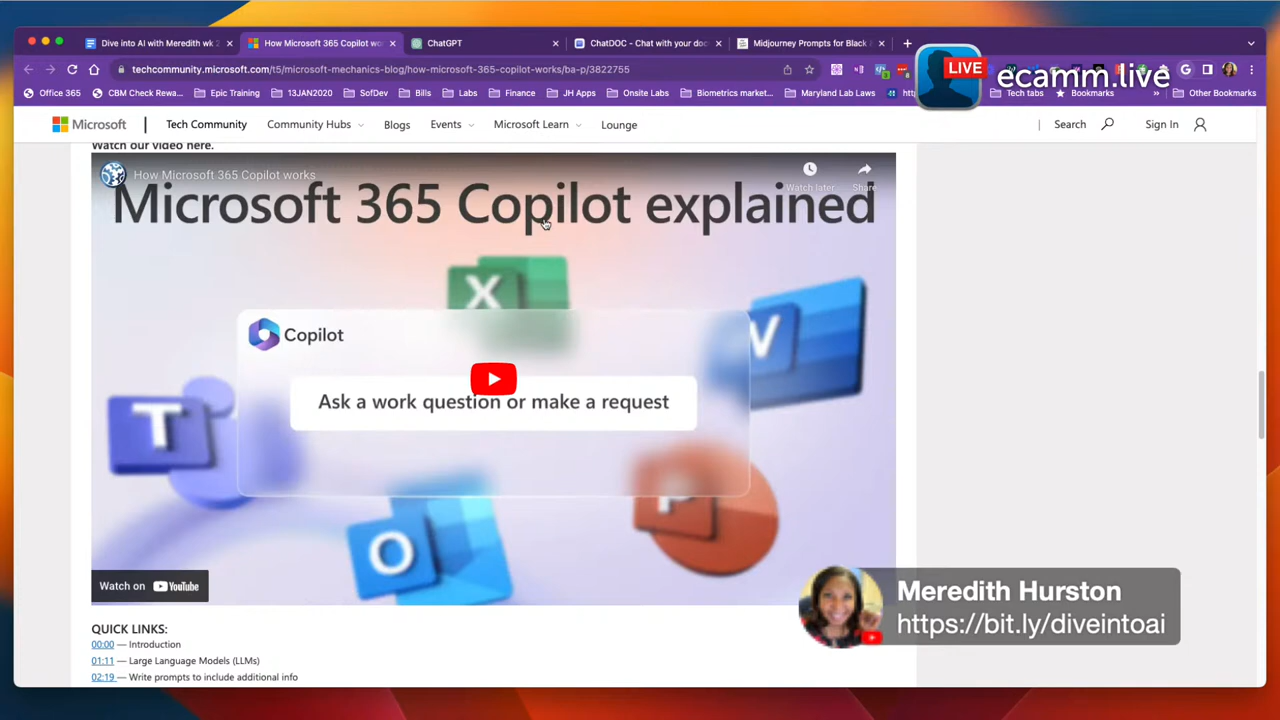 Dive into AI with Meredith wk 2
How Microsoft 365 Copilot wo
ChatGPT
ChatDOC - Chat with your doc
Midjourney Prompts for Black &
techcommunity.microsoft.com/t5/microsoft-mechanics-blog/how-microsoft-365-copilot-works/ba-p/3822755
LIVE
ecamm.live
Office 365
CBM Check Rewa...
Epic Training
13JAN2020
SofDev
Bills
Labs
Finance
JH Apps
Onsite Labs
Biometrics market...
Maryland Lab Laws
Tech tabs
Bookmarks
»
Other Bookmarks
Microsoft
Tech Community
Community Hubs
Blogs
Events
Microsoft Learn
Lounge
Search
Sign In
Watch our video here.
How Microsoft 365 Copilot works
Watch later
Share
Microsoft 365 Copilot explained
X
Copilot
W
Ask a work question or make a request
T
P
O
Watch on YouTube
Meredith Hurston
https://bit.ly/diveintoai
QUICK LINKS:
00:00 — Introduction
01:11 — Large Language Models (LLMs)
02:19 — Write prompts to include additional info